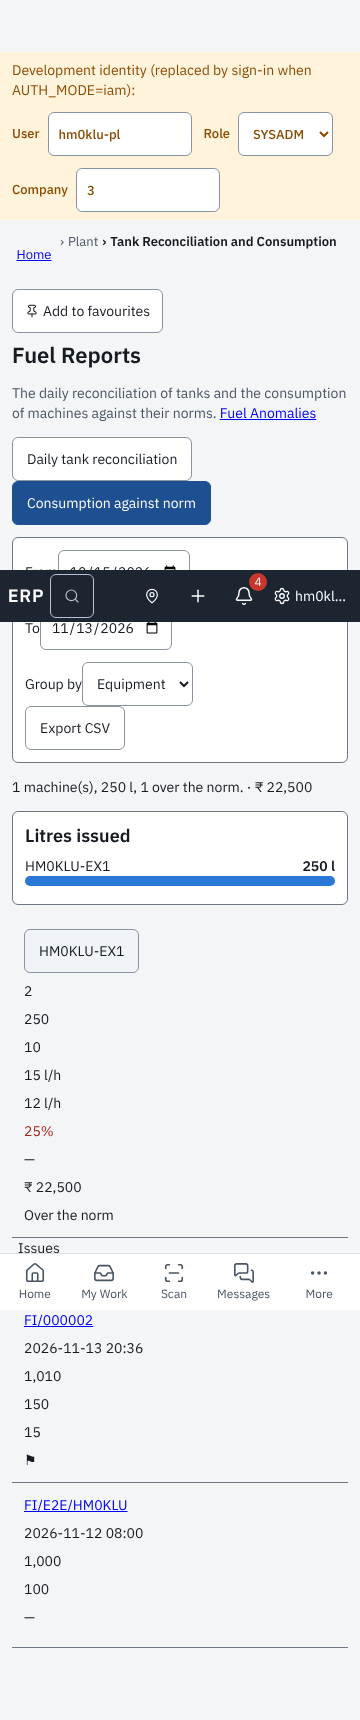 Development identity (replaced by sign-in when
AUTH_MODE=iam):
User hm0klu-pl Role SYSADM
Company 3
Home › Plant › Tank Reconciliation and Consumption
Add to favourites
Fuel Reports
The daily reconciliation of tanks and the consumption
of machines against their norms. Fuel Anomalies
Daily tank reconciliation
Consumption against norm
ERP 4 hm0kl...
To 11/13/2026
Group by Equipment
Export CSV
1 machine(s), 250 l, 1 over the norm. · ₹ 22,500
Litres issued
HM0KLU-EX1 250 l
HM0KLU-EX1
2
250
10
15 l/h
12 l/h
25%
—
₹ 22,500
Over the norm
Issues
Home My Work Scan Messages More
FI/000002
2026-11-13 20:36
1,010
150
15
⚑
FI/E2E/HM0KLU
2026-11-12 08:00
1,000
100
—